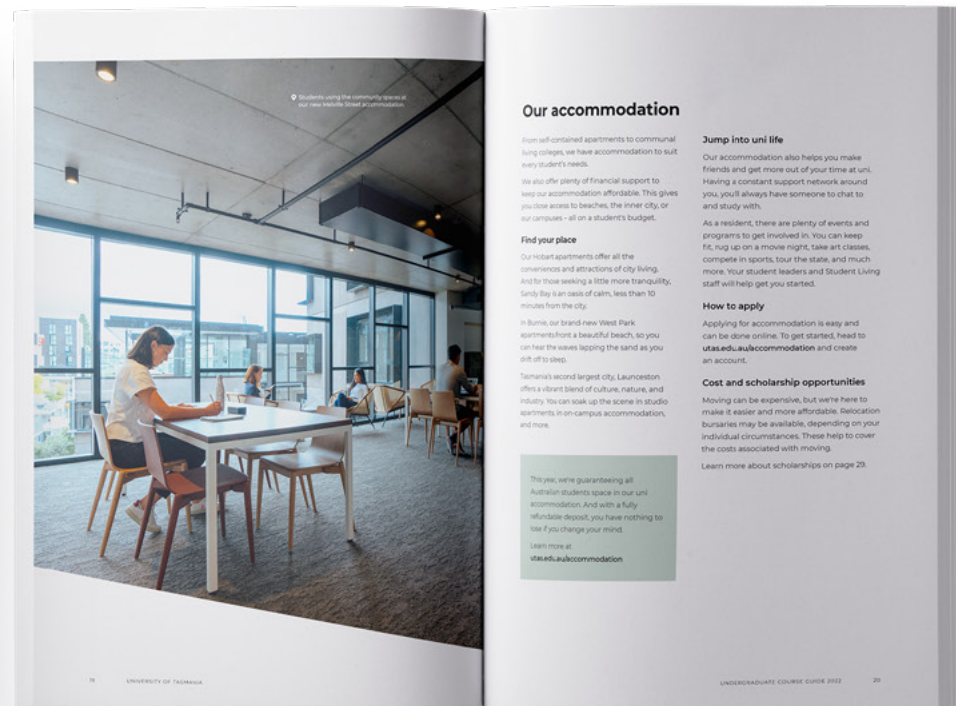 Students using the community spaces at
our new Melville Street accommodation.
19
UNIVERSITY OF TASMANIA
Our accommodation
From self-contained apartments to communal
living colleges, we have accommodation to suit
every student's needs.
We also offer plenty of financial support to
keep our accommodation affordable. This gives
you close access to beaches, the inner city, or
our campuses – all on a student's budget.
Find your place
Our Hobart apartments offer all the
conveniences and attractions of city living.
And for those seeking a little more tranquility,
Sandy Bay is an oasis of calm, less than 10
minutes from the city.
In Burnie, our brand-new West Park
apartments front a beautiful beach, so you
can hear the waves lapping the sand as you
drift off to sleep.
Tasmania's second largest city, Launceston
offers a vibrant blend of culture, nature, and
industry. You can soak up the scene in studio
apartments in on-campus accommodation,
and more.
This year, we're guaranteeing all
Australian students space in our uni
accommodation. And with a fully
refundable deposit, you have nothing to
lose if you change your mind.
Learn more at
utas.edu.au/accommodation
Jump into uni life
Our accommodation also helps you make
friends and get more out of your time at uni.
Having a constant support network around
you, you'll always have someone to chat to
and study with.
As a resident, there are plenty of events and
programs to get involved in. You can keep
fit, rug up on a movie night, take art classes,
compete in sports, tour the state, and much
more. Your student leaders and Student Living
staff will help get you started.
How to apply
Applying for accommodation is easy and
can be done online. To get started, head to
utas.edu.au/accommodation and create
an account.
Cost and scholarship opportunities
Moving can be expensive, but we're here to
make it easier and more affordable. Relocation
bursaries may be available, depending on your
individual circumstances. These help to cover
the costs associated with moving.
Learn more about scholarships on page 29.
UNDERGRADUATE COURSE GUIDE 2022
20